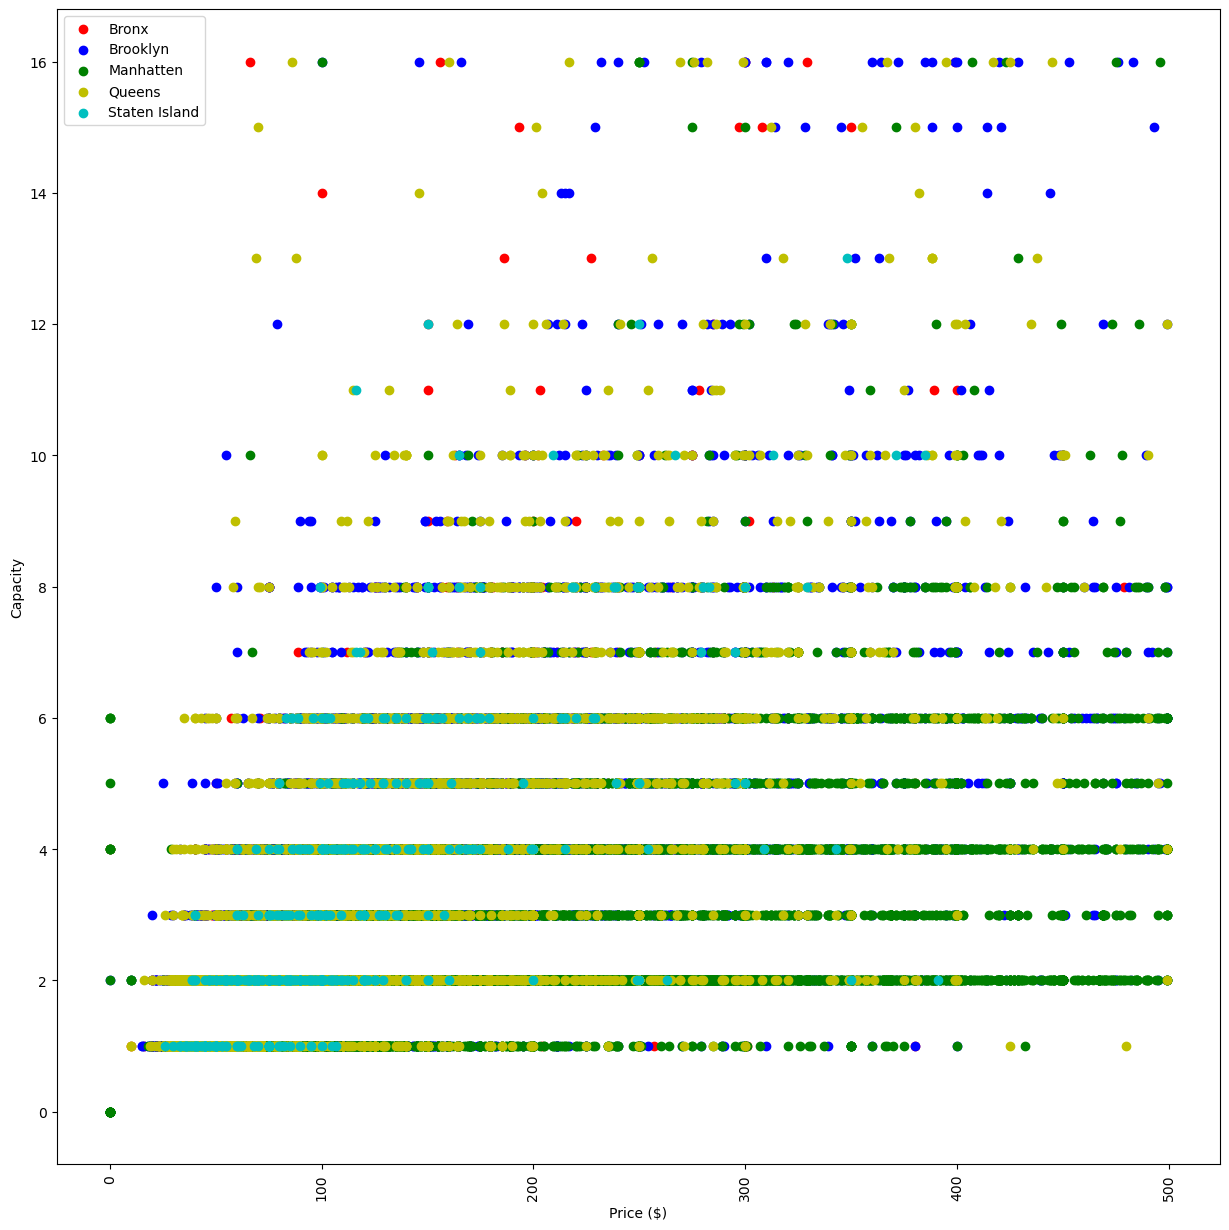 Bronx
Brooklyn
Manhatten
Queens
Staten Island
16
14
12
10
8
6
4
2
0
Capacity
0
100
200
300
400
500
Price ($)